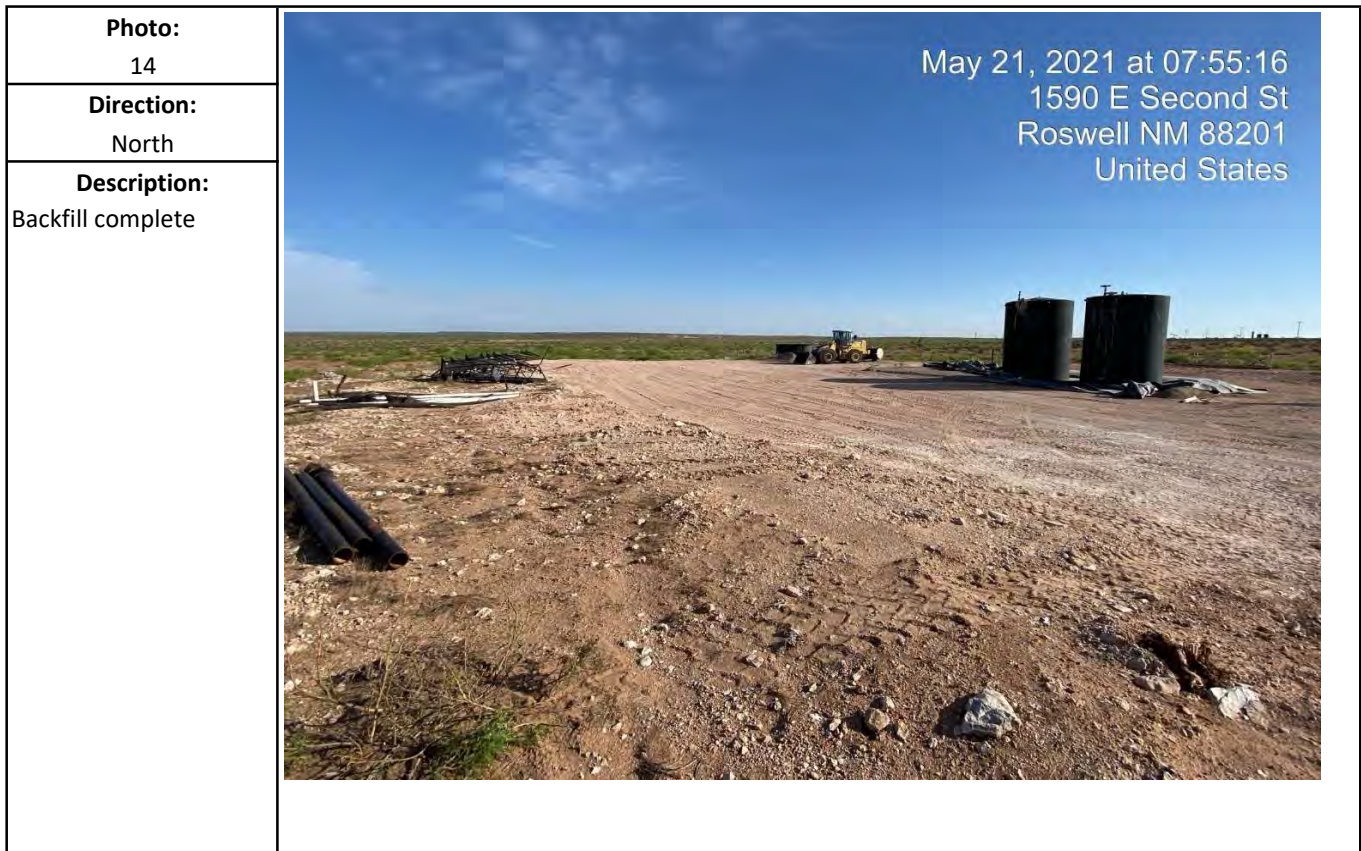 Photo:
14
Direction:
North
Description:
Backfill complete
May 21, 2021 at 07:55:16
1590 E Second St
Roswell NM 88201
United States